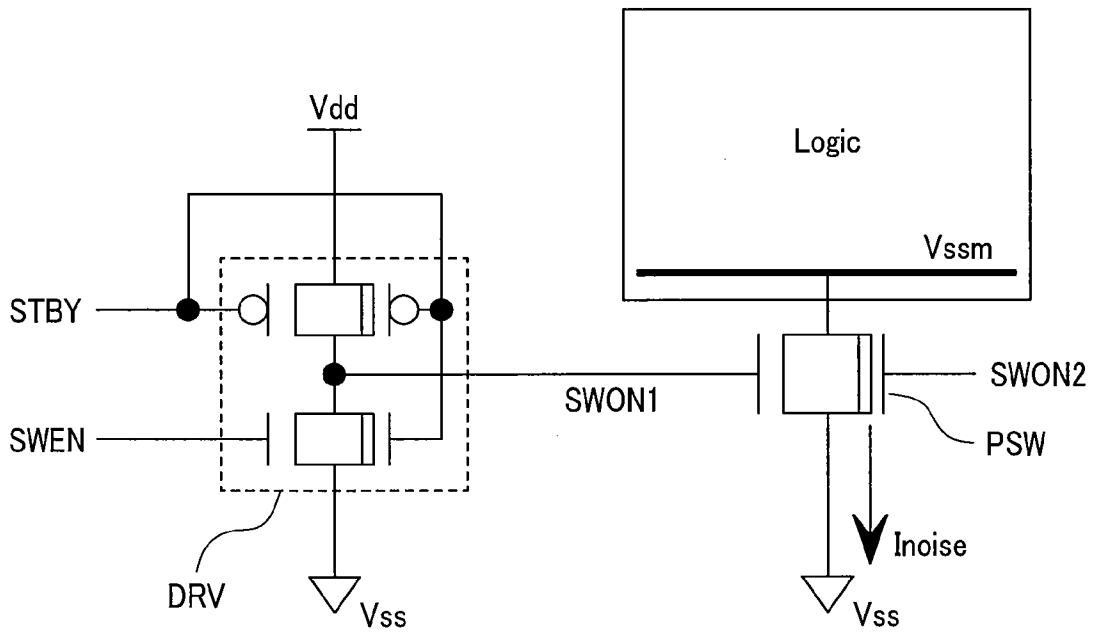 Vdd
Logic
Vssm
STBY
SWON1
SWON2
SWEN
PSW
Inoise
DRV
Vss
Vss